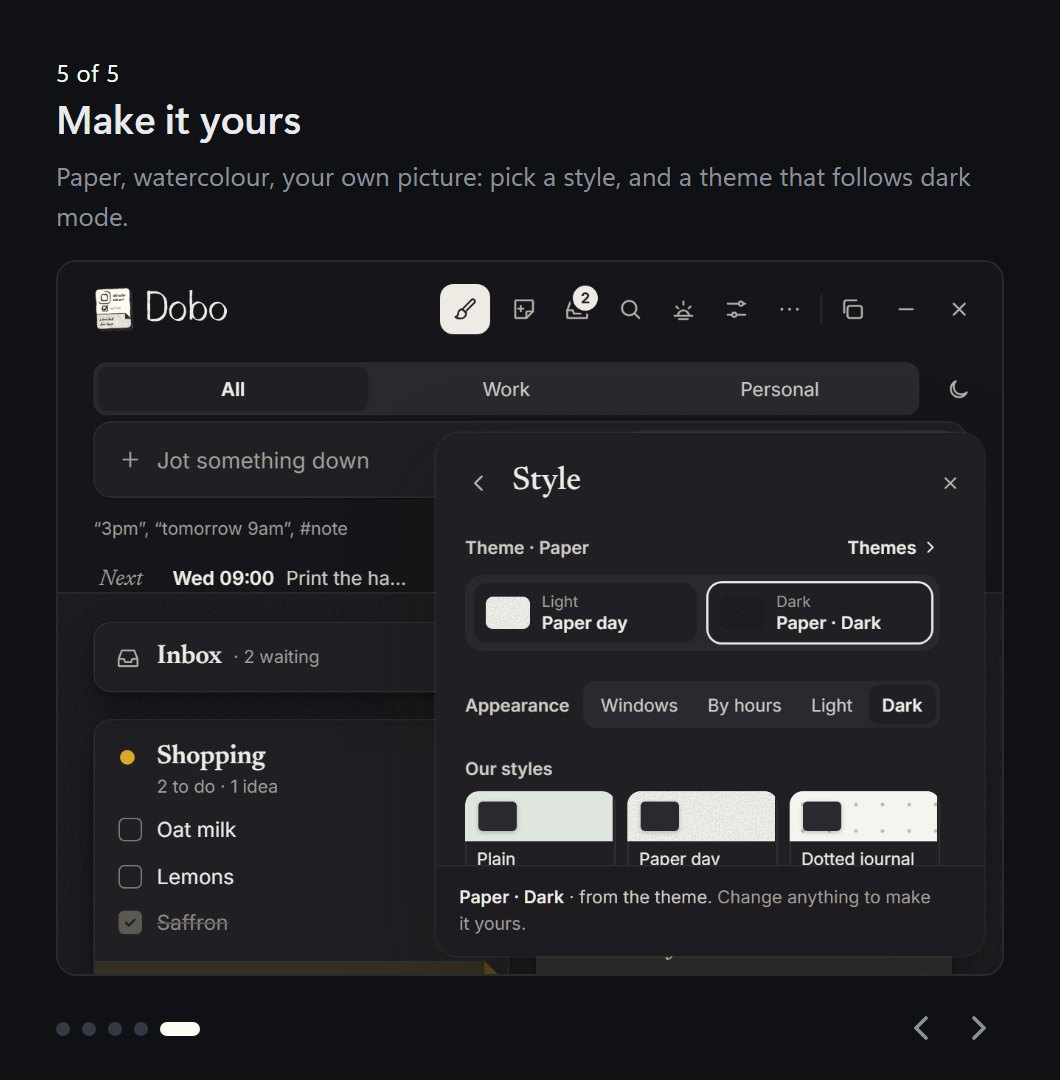 5 of 5
Make it yours
Paper, watercolour, your own picture: pick a style, and a theme that follows dark
mode.
Dobo
2
All
Work
Personal
Jot something down
“3pm”, “tomorrow 9am”, #note
Next Wed 09:00 Print the ha...
Inbox · 2 waiting
Shopping
2 to do · 1 idea
Oat milk
Lemons
Saffron
Style
Theme · Paper
Themes
Light
Paper day
Dark
Paper · Dark
Appearance
Windows
By hours
Light
Dark
Our styles
Plain
Paper day
Dotted journal
Paper · Dark · from the theme. Change anything to make
it yours.